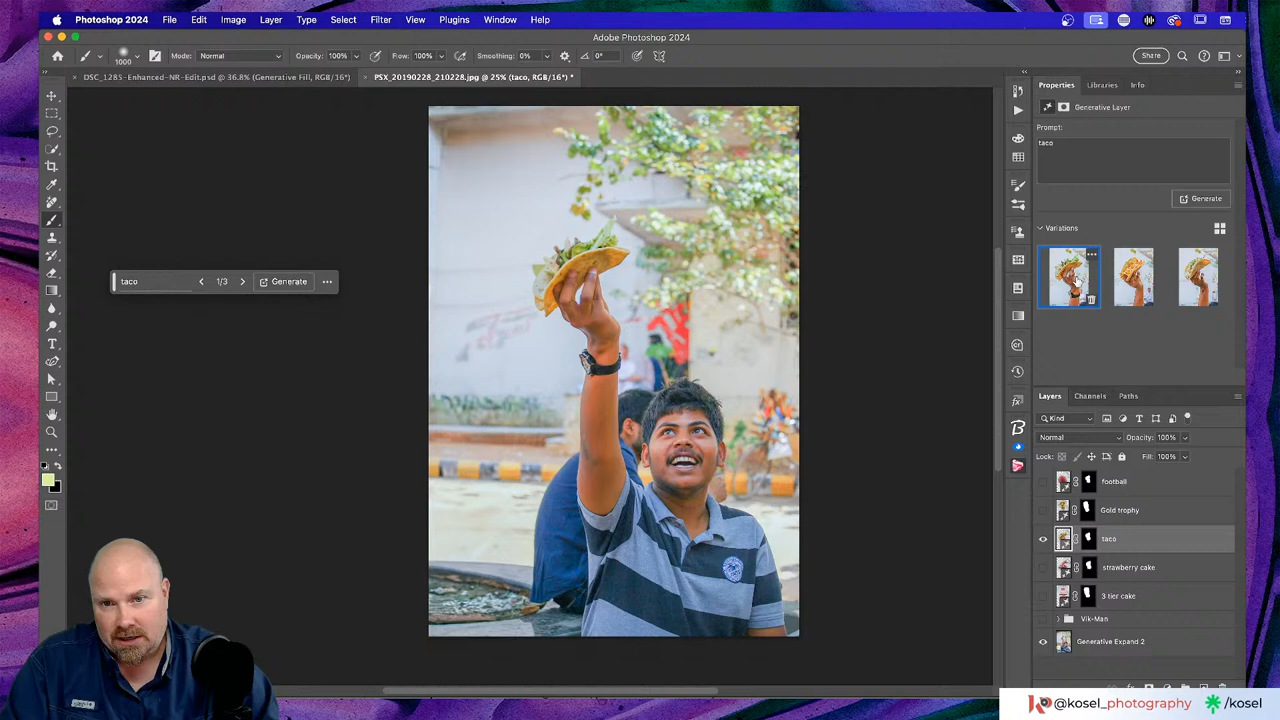 Photoshop File Edit Image Layer Type Select Filter View Plugins Window Help
Adobe Photoshop 2024
1000 Mode: Normal Opacity: 100% Flow: 100% Smoothing: 0% 0° Share
DSC_1285-Enhanced-NR-Edit.psd @ 36.8% (Generative Fill, RGB/16*) PSX_20190228_210228.jpg @ 25% (taco, RGB/16*) *
Properties Libraries Info
Generative Layer
Prompt:
taco
Generate
Variations
taco 1/3 Generate
Layers Channels Paths
Kind
Normal Opacity: 100%
Lock: Fill: 100%
football
Gold trophy
taco
strawberry cake
3 tier cake
Vik-Man
Generative Expand 2
@kosel_photography /kosel